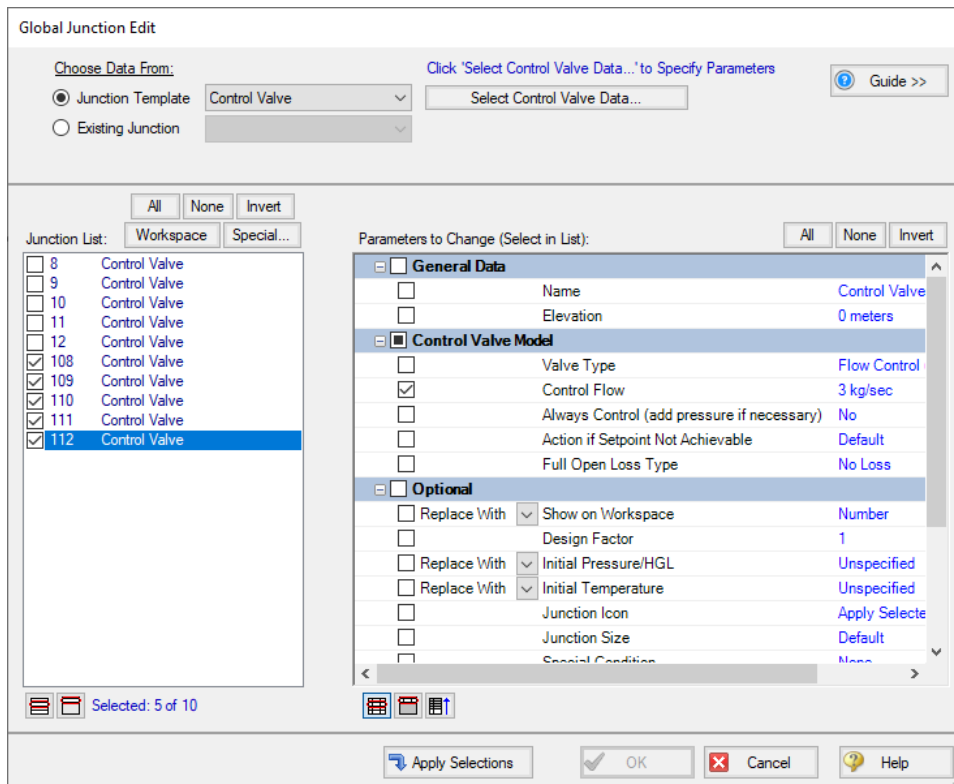 Global Junction Edit
Choose Data From:
Click 'Select Control Valve Data...' to Specify Parameters
Junction Template Control Valve Select Control Valve Data... Guide >>
Existing Junction
All None Invert
Junction List: Workspace Special...
8 Control Valve
9 Control Valve
10 Control Valve
11 Control Valve
12 Control Valve
108 Control Valve
109 Control Valve
110 Control Valve
111 Control Valve
112 Control Valve
Selected: 5 of 10
Parameters to Change (Select in List): All None Invert
General Data
Name Control Valve
Elevation 0 meters
Control Valve Model
Valve Type Flow Control
Control Flow 3 kg/sec
Always Control (add pressure if necessary) No
Action if Setpoint Not Achievable Default
Full Open Loss Type No Loss
Optional
Replace With Show on Workspace Number
Design Factor 1
Replace With Initial Pressure/HGL Unspecified
Replace With Initial Temperature Unspecified
Junction Icon Apply Selecte
Junction Size Default
Special Condition None
Apply Selections OK Cancel Help